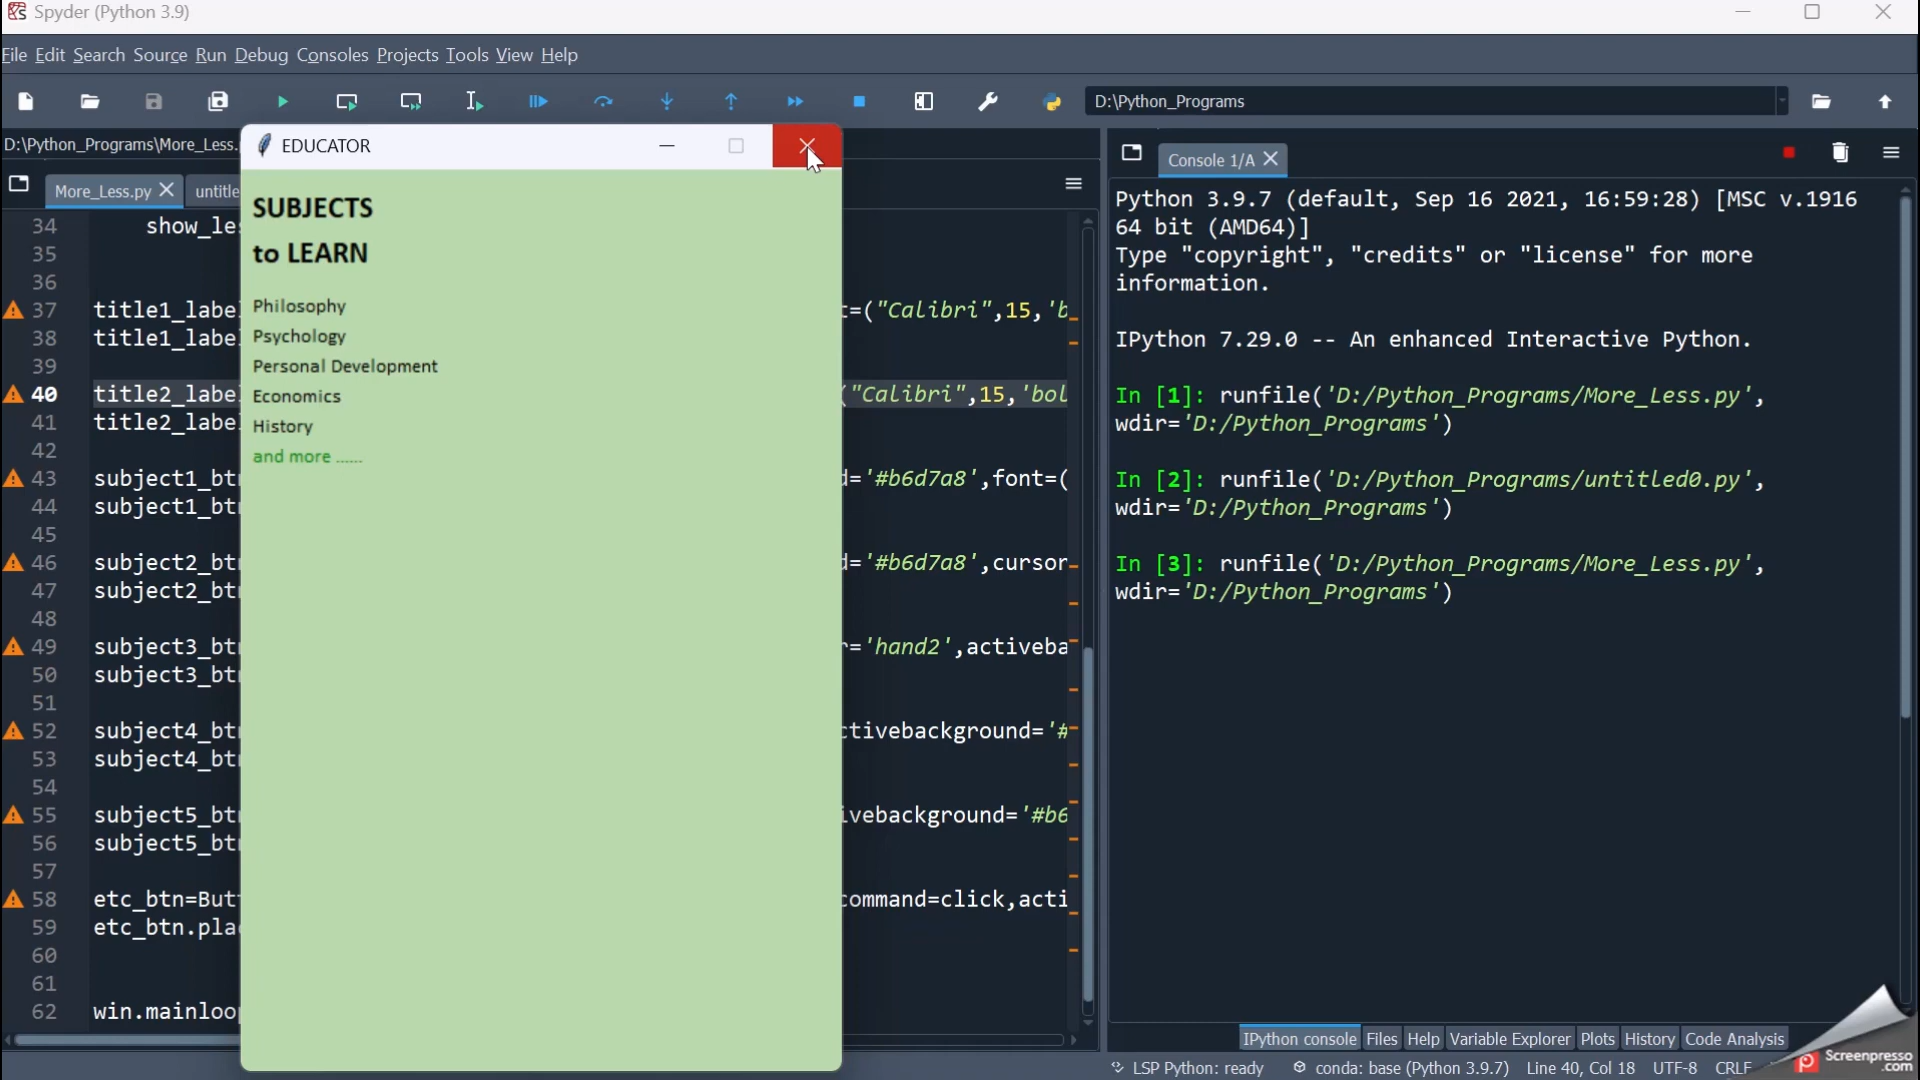 Spyder (Python 3.9)
File Edit Search Source Run Debug Consoles Projects Tools View Help
D:\Python_Programs
D:\Python_Programs\More_Less.
More_Less.py
untitle
EDUCATOR
SUBJECTS
to LEARN
Philosophy
Psychology
Personal Development
Economics
History
and more ......
34 show_les
35
36
37 title1_label t=("Calibri",15,'b
38 title1_label
39
40 title2_label ("Calibri",15,'bol
41 title2_label
42
43 subject1_btn d='#b6d7a8',font=(
44 subject1_btn
45
46 subject2_btn d='#b6d7a8',cursor
47 subject2_btn
48
49 subject3_btn r='hand2',activeba
50 subject3_btn
51
52 subject4_btn ctivebackground='#
53 subject4_btn
54
55 subject5_btn ivebackground='#b6
56 subject5_btn
57
58 etc_btn=But command=click,acti
59 etc_btn.pla
60
61
62 win.mainloop
Console 1/A
Python 3.9.7 (default, Sep 16 2021, 16:59:28) [MSC v.1916
64 bit (AMD64)]
Type "copyright", "credits" or "license" for more
information.
IPython 7.29.0 -- An enhanced Interactive Python.
In [1]: runfile('D:/Python_Programs/More_Less.py',
wdir='D:/Python_Programs')
In [2]: runfile('D:/Python_Programs/untitled0.py',
wdir='D:/Python_Programs')
In [3]: runfile('D:/Python_Programs/More_Less.py',
wdir='D:/Python_Programs')
IPython console Files Help Variable Explorer Plots History Code Analysis
LSP Python: ready conda: base (Python 3.9.7) Line 40, Col 18 UTF-8 CRLF
Screenpresso
.com